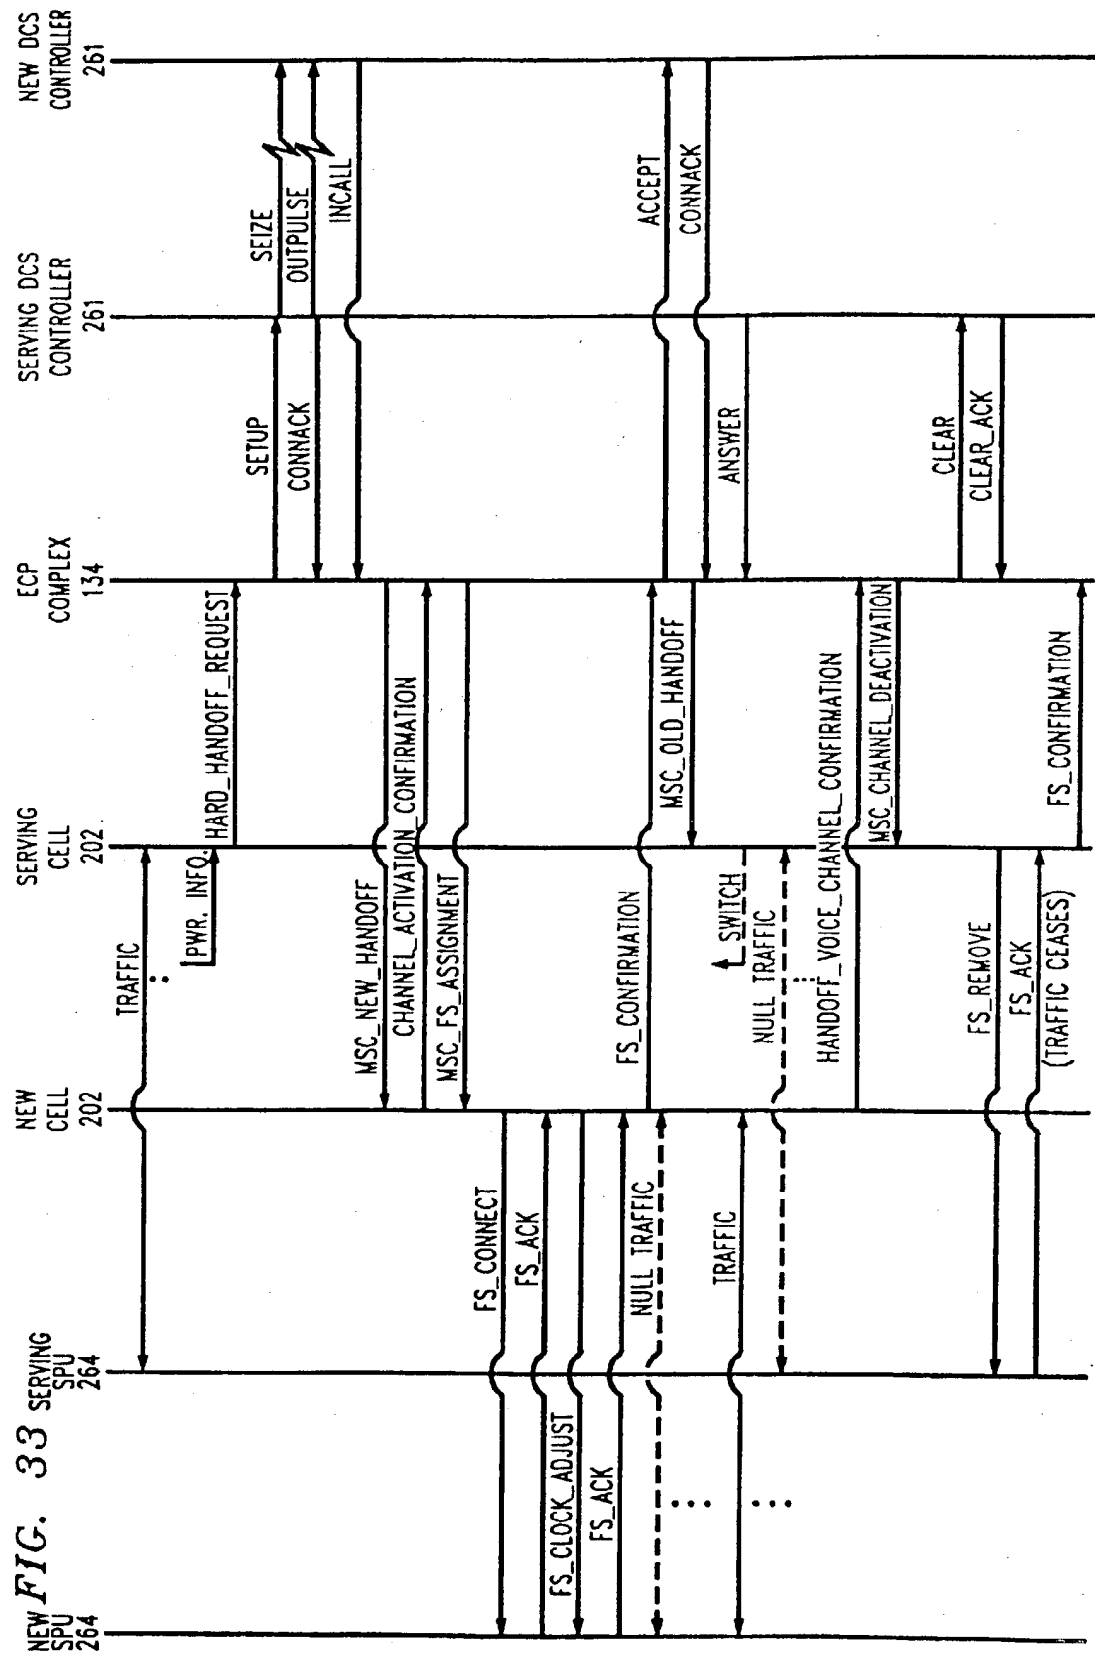 FIG. 33
NEW
SPU
264
SERVING
SPU
264
NEW
CELL
202
SERVING
CELL
202
ECP
COMPLEX
134
SERVING DCS
CONTROLLER
261
NEW DCS
CONTROLLER
261
TRAFFIC
PWR. INFO.
HARD_HANDOFF_REQUEST
SETUP
SEIZE
CONNACK
OUTPULSE
INCALL
MSC_NEW_HANDOFF
CHANNEL_ACTIVATION_CONFIRMATION
MSC_FS_ASSIGNMENT
FS_CONNECT
FS_ACK
FS_CLOCK_ADJUST
FS_ACK
FS_CONFIRMATION
NULL TRAFFIC
ACCEPT
MSC_OLD_HANDOFF
CONNACK
TRAFFIC
SWITCH
ANSWER
NULL TRAFFIC
HANDOFF_VOICE_CHANNEL_CONFIRMATION
MSC_CHANNEL_DEACTIVATION
CLEAR
FS_REMOVE
CLEAR_ACK
FS_ACK
(TRAFFIC CEASES)
FS_CONFIRMATION